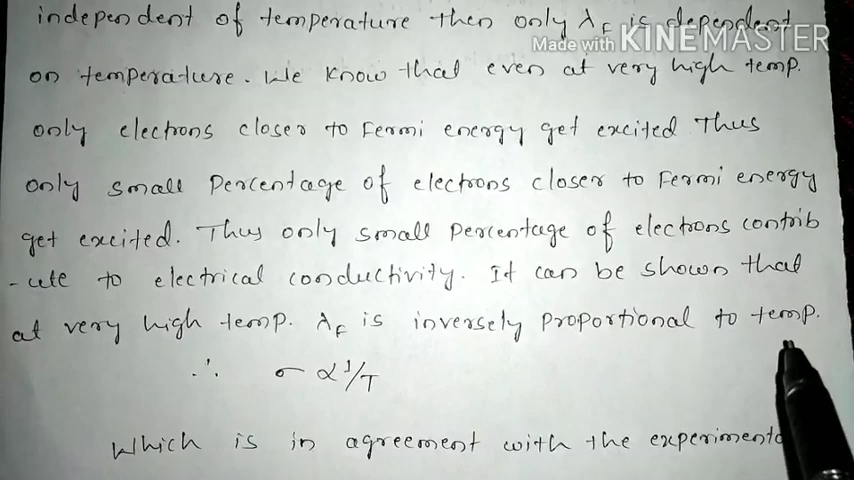 independent of temperature then only λF is dependent
Made with KINEMASTER
on temperature. We know that even at very high temp.
only electrons closer to Fermi energy get excited Thus
only small percentage of electrons closer to Fermi energy
get excited. Thus only small percentage of electrons contrib
-ute to electrical conductivity. It can be shown that
at very high temp. λF is inversely proportional to temp.
∴ σ ∝ 1/T
Which is in agreement with the